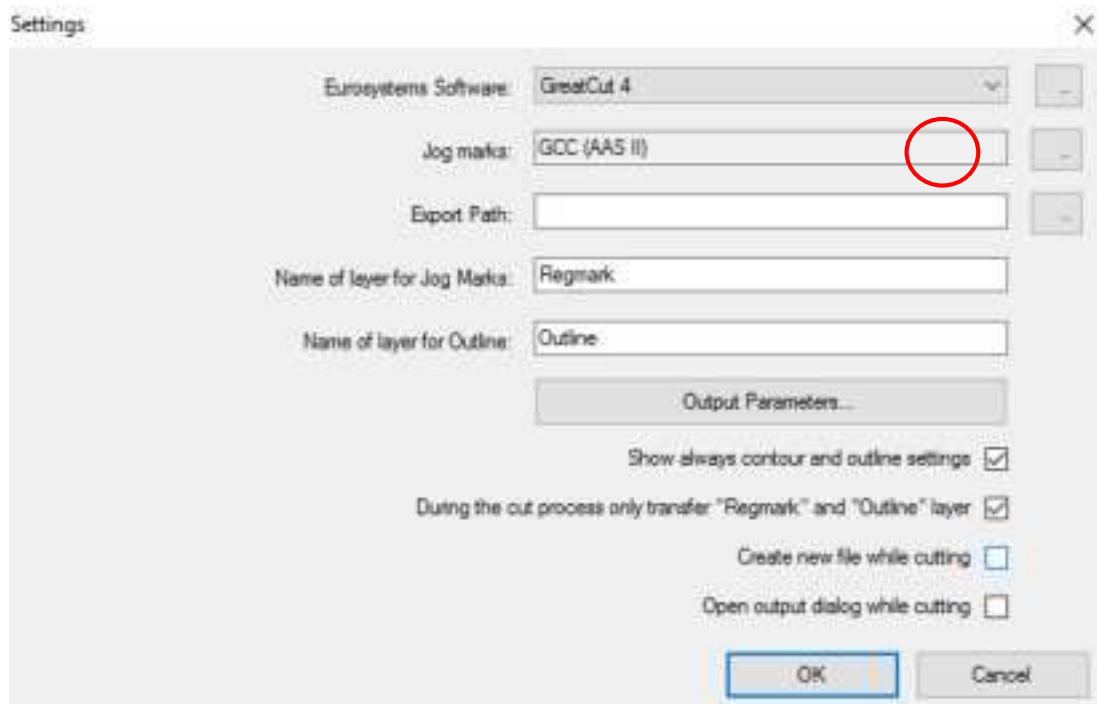 Settings
Eurosystems Software: GreatCut 4 ...
Jog marks: GCC (AAS II) ...
Export Path: ...
Name of layer for Jog Marks: Regmark
Name of layer for Outline: Outline
Output Parameters...
Show always contour and outline settings
During the cut process only transfer "Regmark" and "Outline" layer
Create new file while cutting
Open output dialog while cutting
OK Cancel